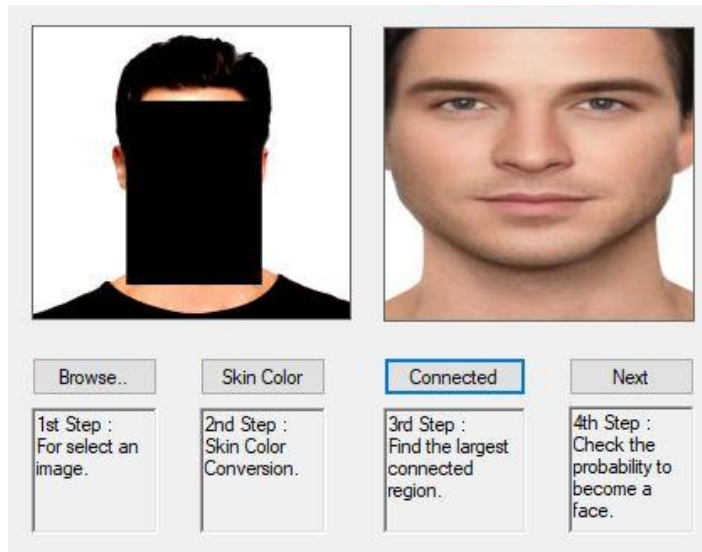 Browse..
Skin Color
Connected
Next
1st Step :
For select an
image.
2nd Step :
Skin Color
Conversion.
3rd Step :
Find the largest
connected
region.
4th Step :
Check the
probability to
become a
face.